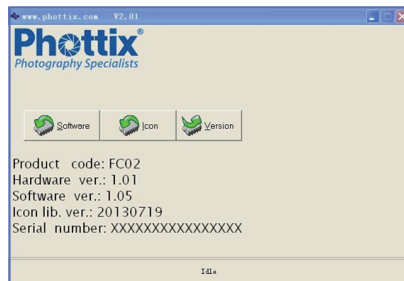 www.phottix.com V2.01
Phottix®
Photography Specialists
Software Icon Version
Product code: FC02
Hardware ver.: 1.01
Software ver.: 1.05
Icon lib. ver.: 20130719
Serial number: XXXXXXXXXXXXXXXX
Idle